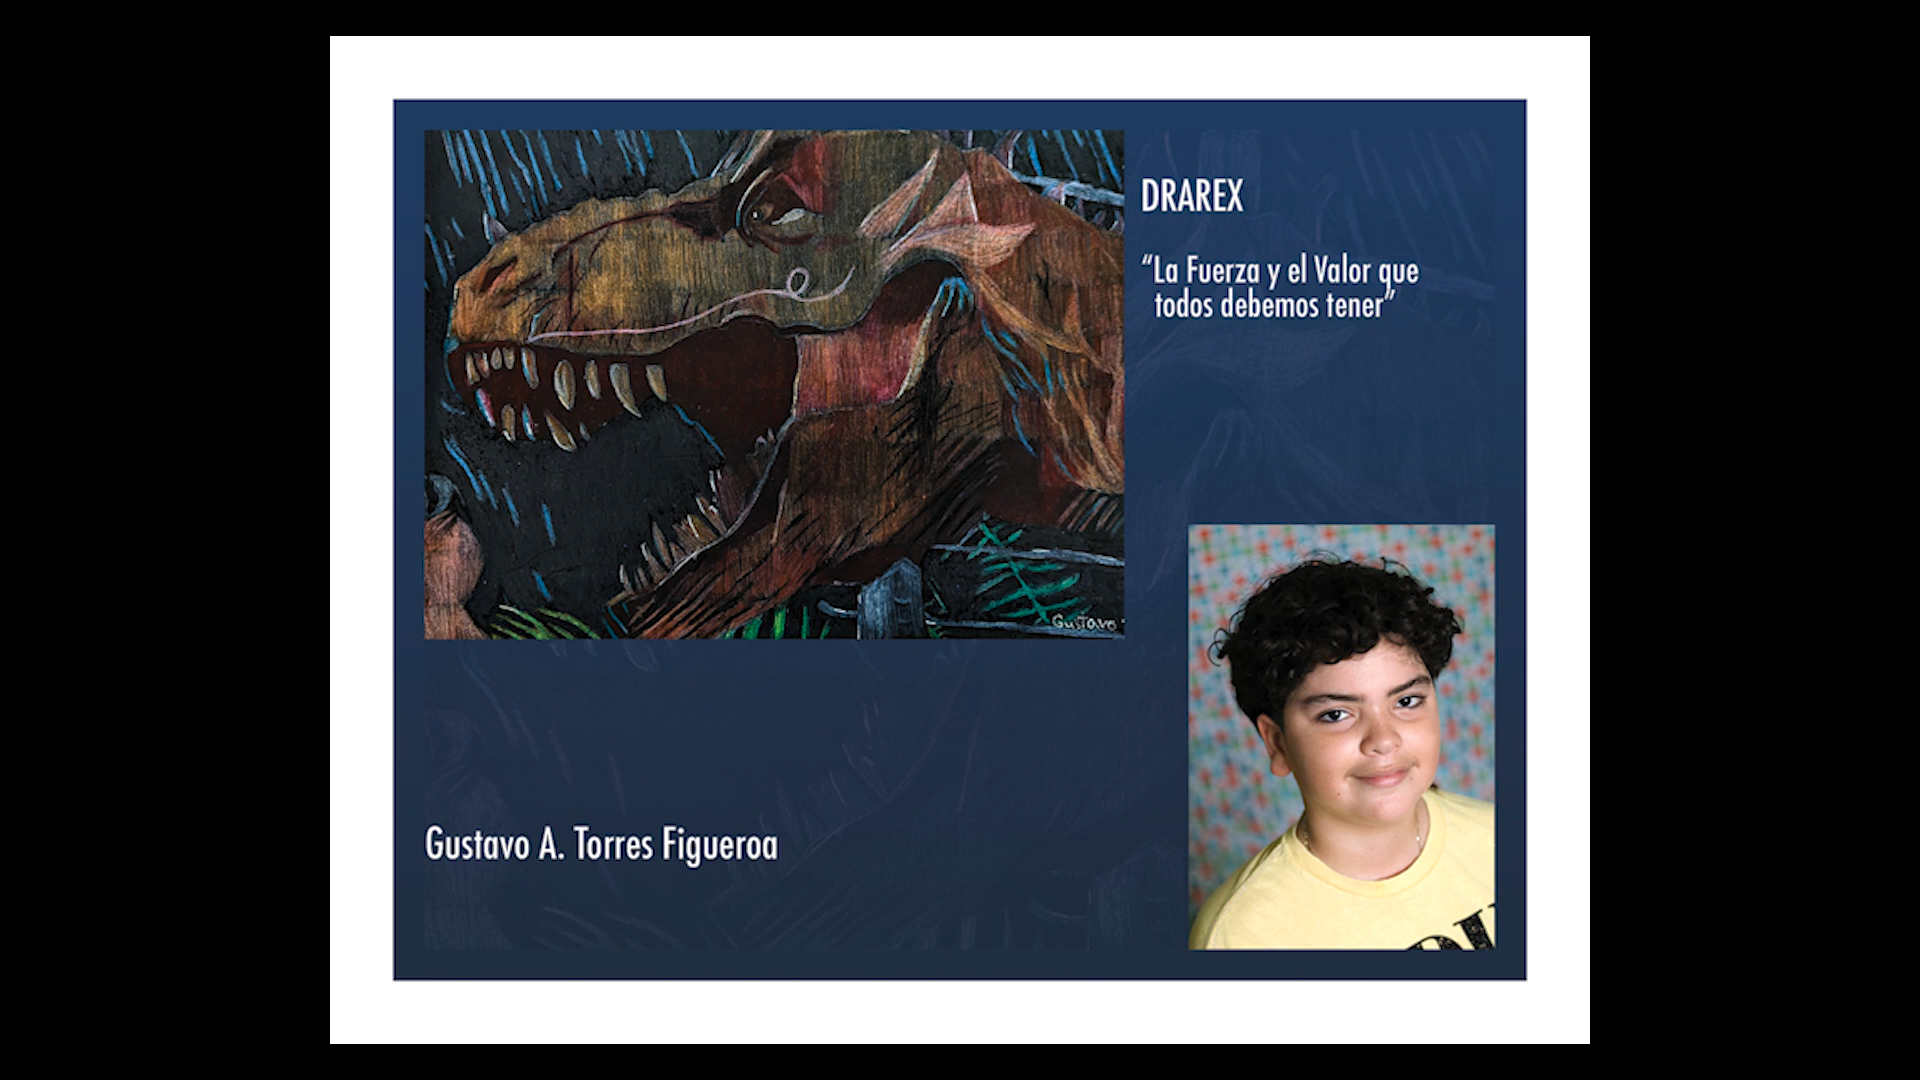 DRAREX
“La Fuerza y el Valor que
todos debemos tener”
Gustavo
Gustavo A. Torres Figueroa